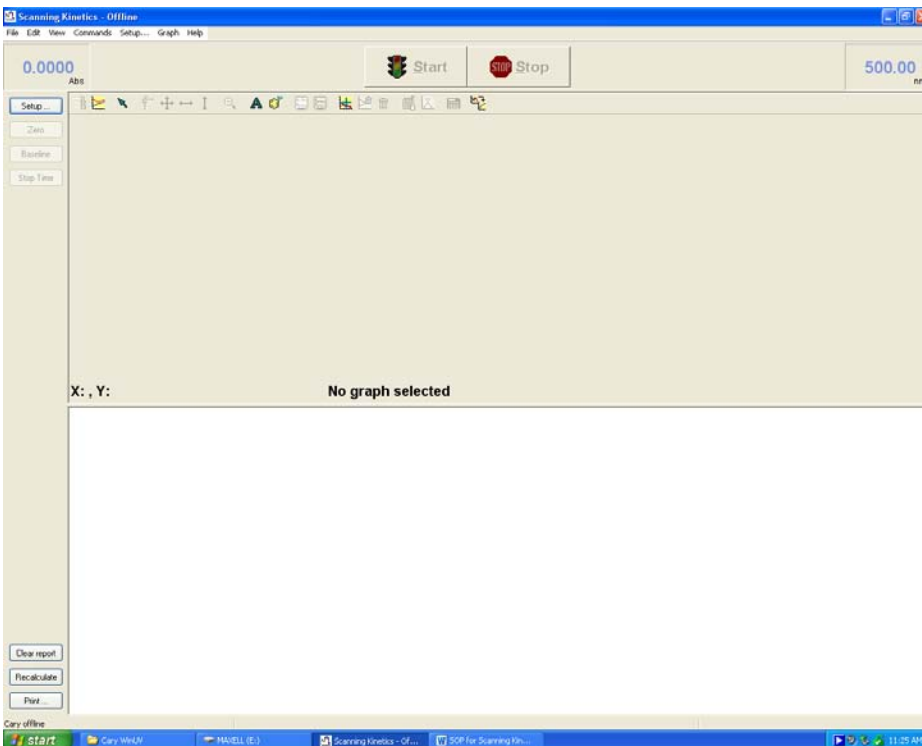 Scanning Kinetics - Offline
File Edit View Commands Setup... Graph Help
0.0000
Abs
Start
STOP Stop
500.00
Setup...
Zero
Baseline
Stop Time
X: , Y:
No graph selected
Clear report
Recalculate
Print...
Cary offline
start Cary WinUV MAXELL (E:) Scanning Kinetics - Of... SOP for Scanning Kin... 11:25 AM